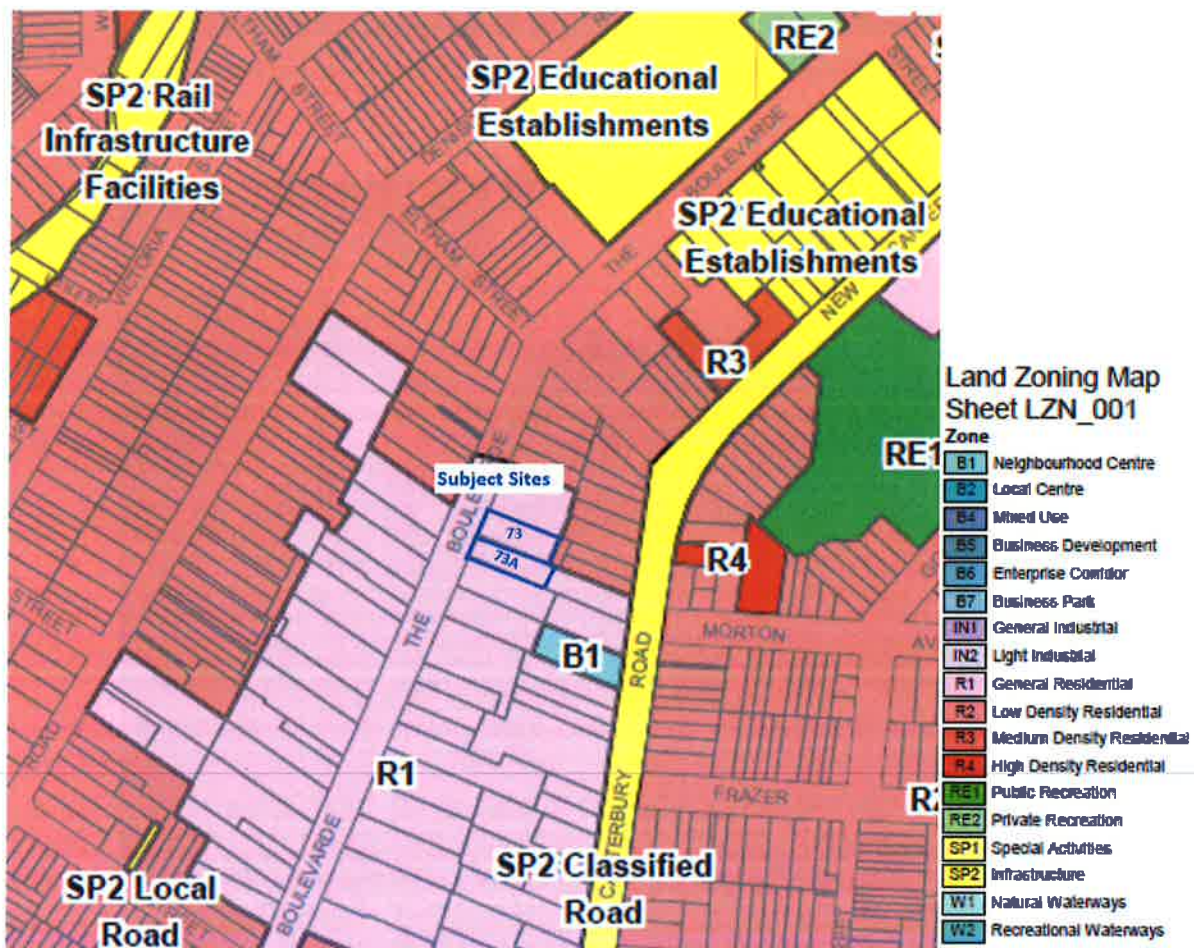 RE2
SP2 Educational
Establishments
SP2 Rail
Infrastructure
Facilities
STREET
BOULEVARDE
THE
SP2 Educational
Establishments
ELTHAM
STREET
VICTORIA
NEW
R3
RE1
Subject Sites
73
73A
BOULEVARDE
THE
R4
MORTON
B1
ROAD
STREET
ROAD
R1
FRAZER
BOULEVARDE
SP2 Classified
Road
SP2 Local
Road
Land Zoning Map
Sheet LZN_001
Zone
B1 Neighbourhood Centre
B2 Local Centre
B4 Mixed Use
B5 Business Development
B6 Enterprise Corridor
B7 Business Park
IN1 General Industrial
IN2 Light Industrial
R1 General Residential
R2 Low Density Residential
R3 Medium Density Residential
R4 High Density Residential
RE1 Public Recreation
RE2 Private Recreation
SP1 Special Activities
SP2 Infrastructure
W1 Natural Waterways
W2 Recreational Waterways